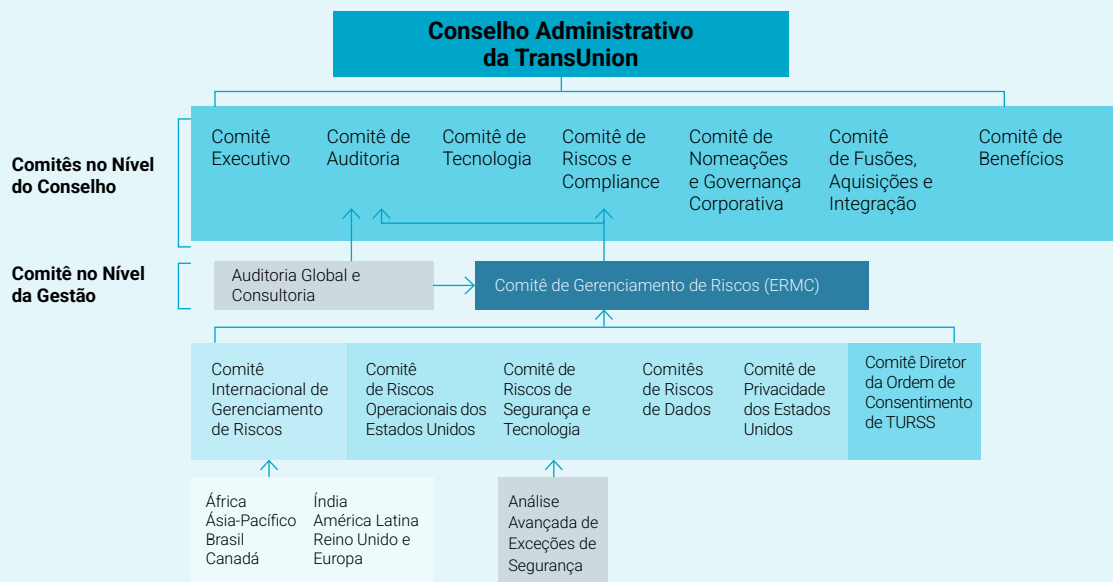 Conselho Administrativo
da TransUnion
Comitês no Nível
do Conselho
Comitê
Executivo
Comitê de
Auditoria
Comitê de
Tecnologia
Comitê de
Riscos e
Compliance
Comitê de
Nomeações
e Governança
Corporativa
Comitê
de Fusões,
Aquisições e
Integração
Comitê de
Benefícios
Comitê no Nível
da Gestão
Auditoria Global e
Consultoria
Comitê de Gerenciamento de Riscos (ERMC)
Comitê
Internacional de
Gerenciamento
de Riscos
Comitê
de Riscos
Operacionais dos
Estados Unidos
Comitê de
Riscos de
Segurança e
Tecnologia
Comitês
de Riscos
de Dados
Comitê de
Privacidade
dos Estados
Unidos
Comitê Diretor
da Ordem de
Consentimento
de TURSS
África
Ásia-Pacífico
Brasil
Canadá
Índia
América Latina
Reino Unido e
Europa
Análise
Avançada de
Exceções de
Segurança